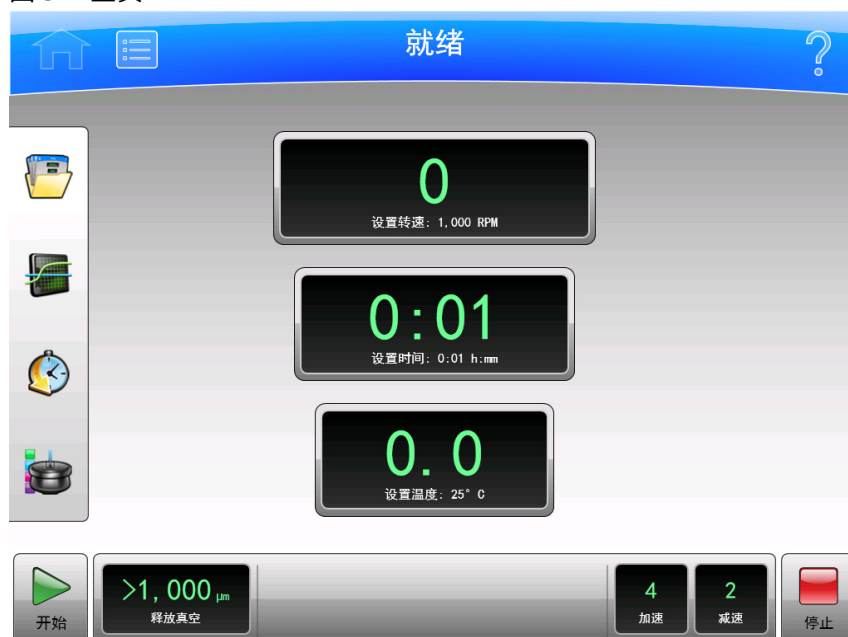 就绪
0
设置转速: 1,000 RPM
0:01
设置时间: 0:01 h:mm
0.0
设置温度: 25° C
>1,000 μm
释放真空
4
加速
2
减速
开始
停止